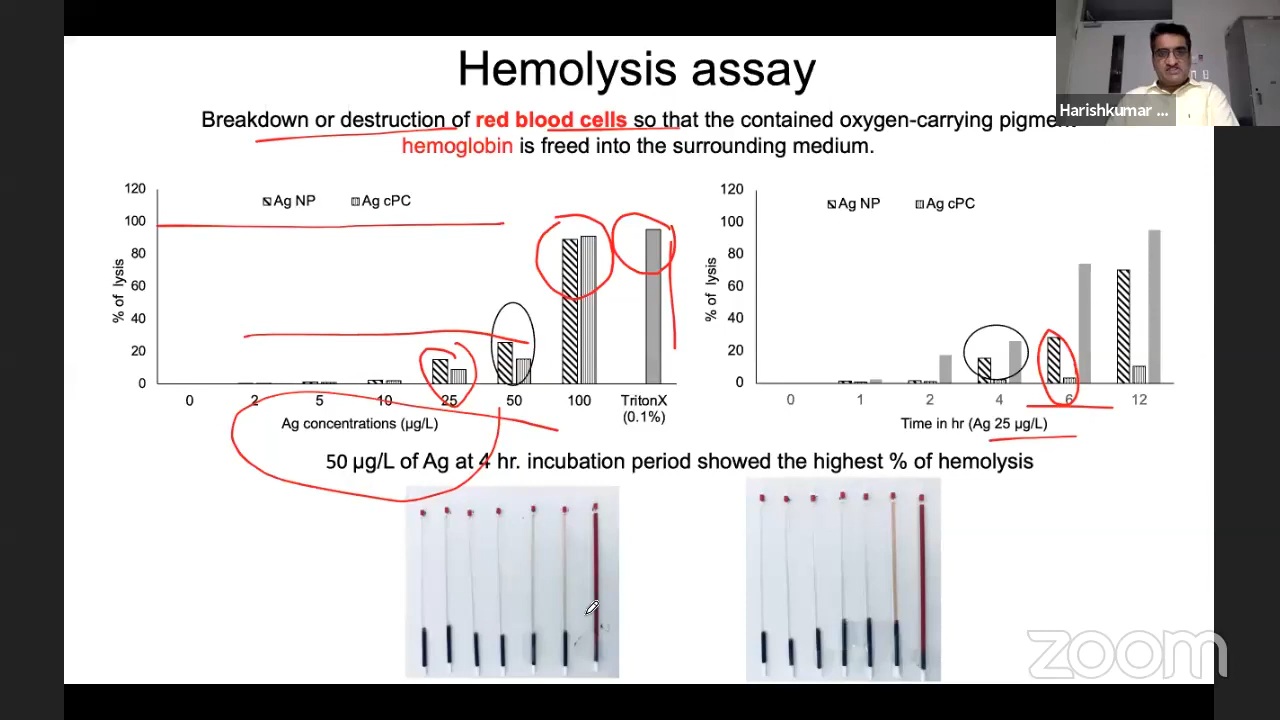 Hemolysis assay
Harishkumar ...
Breakdown or destruction of red blood cells so that the contained oxygen-carrying
hemoglobin is freed into the surrounding medium.
120
100
80
60
40
20
0
% of lysis
Ag NP
Ag cPC
0 2 5 10 25 50 100 TritonX
(0.1%)
Ag concentrations (µg/L)
120
100
80
60
40
20
0
% of lysis
Ag NP
Ag cPC
0 1 2 4 6 12
Time in hr (Ag 25 µg/L)
50 µg/L of Ag at 4 hr. incubation period showed the highest % of hemolysis
zoom